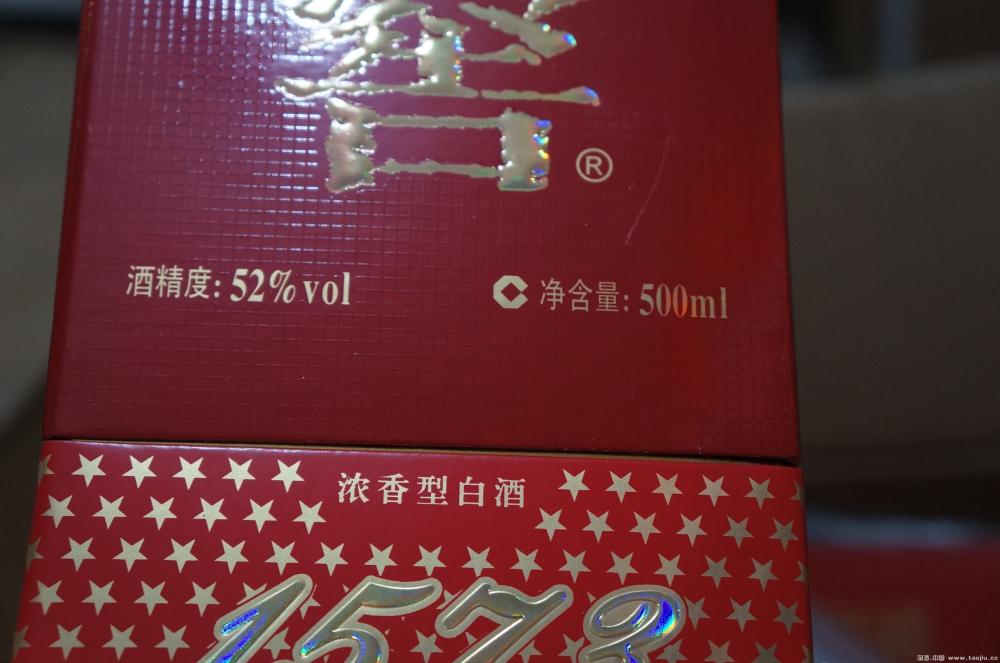 窖
®
酒精度: 52%vol
净含量: 500ml
浓香型白酒
1573
淘酒.中国 www.taojiu.cc